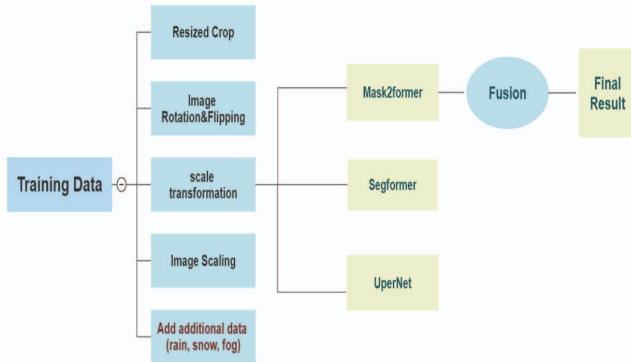 Resized Crop
Image
Rotation&Flipping
Training Data
scale
transformation
Image Scaling
Add additional data
(rain, snow, fog)
Mask2former
Segformer
UperNet
Fusion
Final
Result